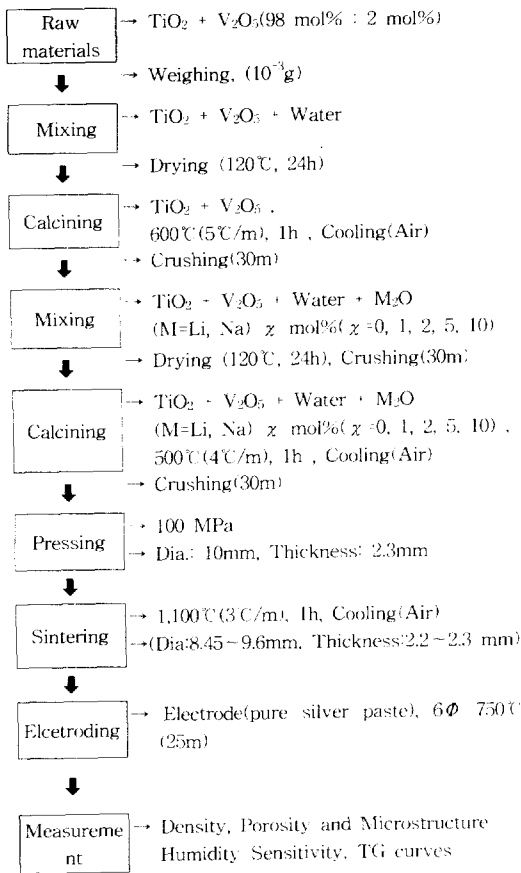 Raw
materials
→ TiO₂ + V₂O₅(98 mol% : 2 mol%)
→ Weighing, (10⁻³g)
Mixing
→ TiO₂ + V₂O₅ + Water
→ Drying (120℃, 24h)
Calcining
→ TiO₂ + V₂O₅ ,
600℃(5℃/m), 1h , Cooling(Air)
→ Crushing(30m)
Mixing
→ TiO₂ + V₂O₅ + Water + M₂O
(M=Li, Na) χ mol%(χ=0, 1, 2, 5, 10)
→ Drying (120℃, 24h), Crushing(30m)
Calcining
→ TiO₂ + V₂O₅ + Water + M₂O
(M=Li, Na) χ mol%(χ=0, 1, 2, 5, 10) ,
500℃(4℃/m), 1h , Cooling(Air)
→ Crushing(30m)
Pressing
→ 100 MPa
→ Dia.: 10mm, Thickness: 2.3mm
Sintering
→ 1,100℃(3℃/m), 1h, Cooling(Air)
→(Dia:8.45~9.6mm, Thickness:2.2~2.3 mm)
Elcetroding
→ Electrode(pure silver paste), 6Φ 750℃
(25m)
Measureme
nt
→ Density, Porosity and Microstructure
Humidity Sensitivity, TG curves